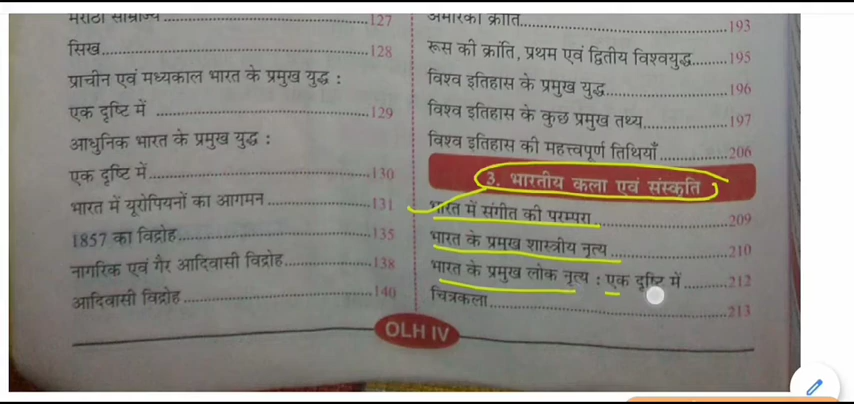 मराठा साम्राज्य.....127
सिख.....128
प्राचीन एवं मध्यकाल भारत के प्रमुख युद्ध :
एक दृष्टि में .....129
आधुनिक भारत के प्रमुख युद्ध :
एक दृष्टि में.....130
भारत में यूरोपियनों का आगमन.....131
1857 का विद्रोह.....135
नागरिक एवं गैर आदिवासी विद्रोह.....138
आदिवासी विद्रोह.....140
अमेरिका क्रांति.....193
रूस की क्रांति, प्रथम एवं द्वितीय विश्वयुद्ध.....195
विश्व इतिहास के प्रमुख युद्ध.....196
विश्व इतिहास के कुछ प्रमुख तथ्य.....197
विश्व इतिहास की महत्त्वपूर्ण तिथियाँ.....206
3. भारतीय कला एवं संस्कृति
भारत में संगीत की परम्परा.....209
भारत के प्रमुख शास्त्रीय नृत्य.....210
भारत के प्रमुख लोक नृत्य : एक दृष्टि में.....212
चित्रकला.....213
OLH IV